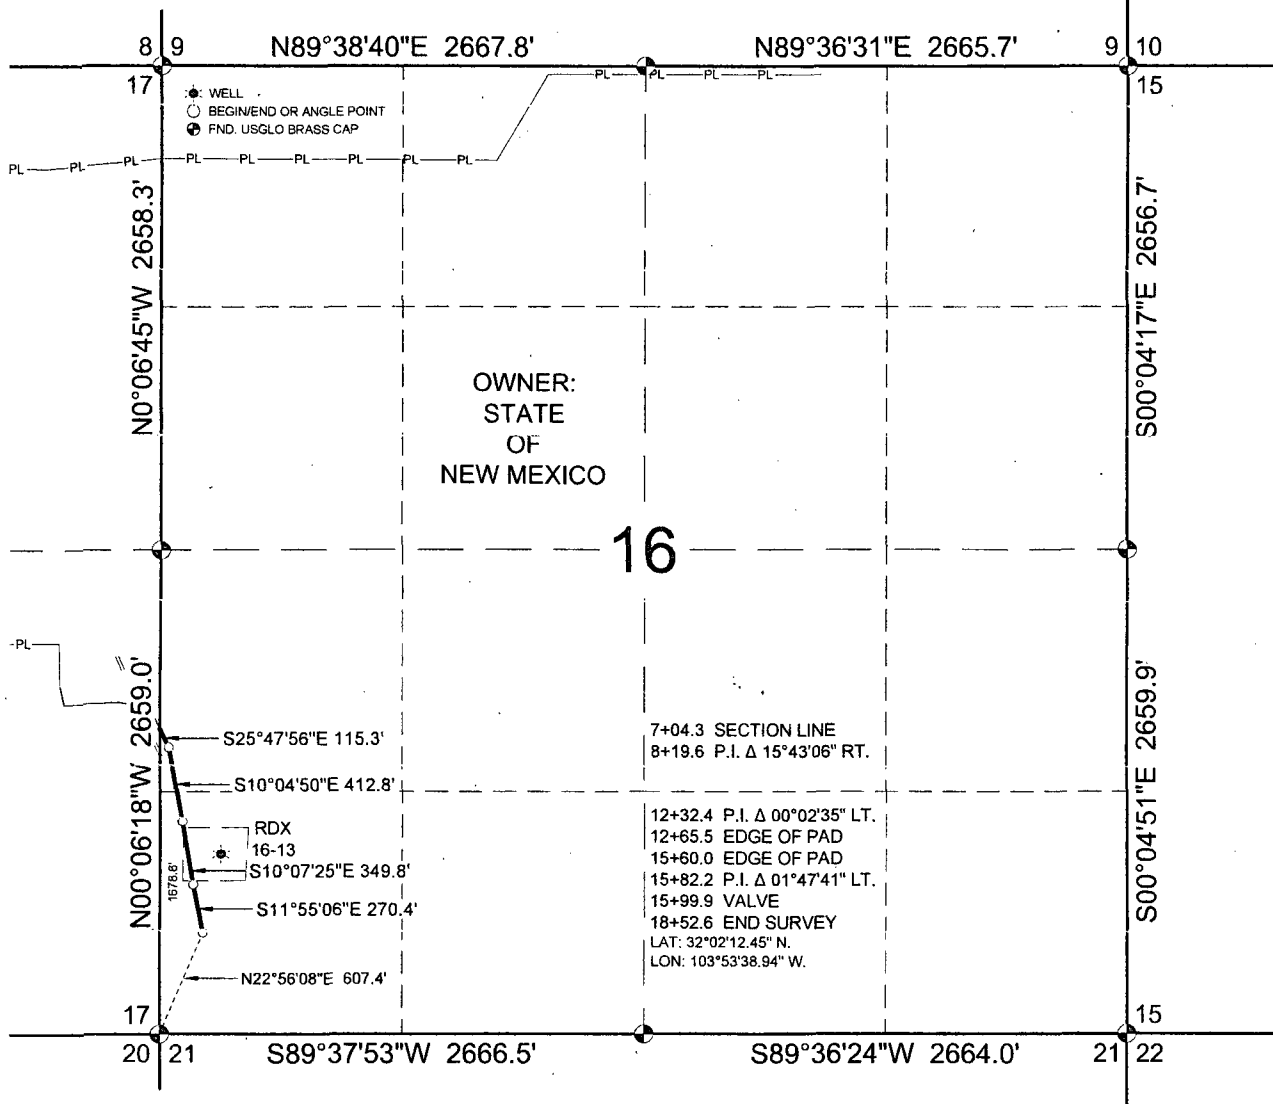 8 9
N89°38'40"E 2667.8'
N89°36'31"E 2665.7'
9 10
17
15
WELL
BEGIN/END OR ANGLE POINT
FND. USGLO BRASS CAP
PL PL PL PL
PL PL PL PL PL PL PL PL PL
N0°06'45"W 2658.3'
S00°04'17"E 2656.7'
OWNER:
STATE
OF
NEW MEXICO
16
PL
N00°06'18"W 2659.0'
S00°04'51"E 2659.9'
S25°47'56"E 115.3'
S10°04'50"E 412.8'
RDX
16-13
1678.6'
S10°07'25"E 349.8'
S11°55'06"E 270.4'
N22°56'08"E 607.4'
7+04.3 SECTION LINE
8+19.6 P.I. Δ 15°43'06" RT.
12+32.4 P.I. Δ 00°02'35" LT.
12+65.5 EDGE OF PAD
15+60.0 EDGE OF PAD
15+82.2 P.I. Δ 01°47'41" LT.
15+99.9 VALVE
18+52.6 END SURVEY
LAT: 32°02'12.45" N.
LON: 103°53'38.94" W.
17
15
20 21
S89°37'53"W 2666.5'
S89°36'24"W 2664.0'
21 22